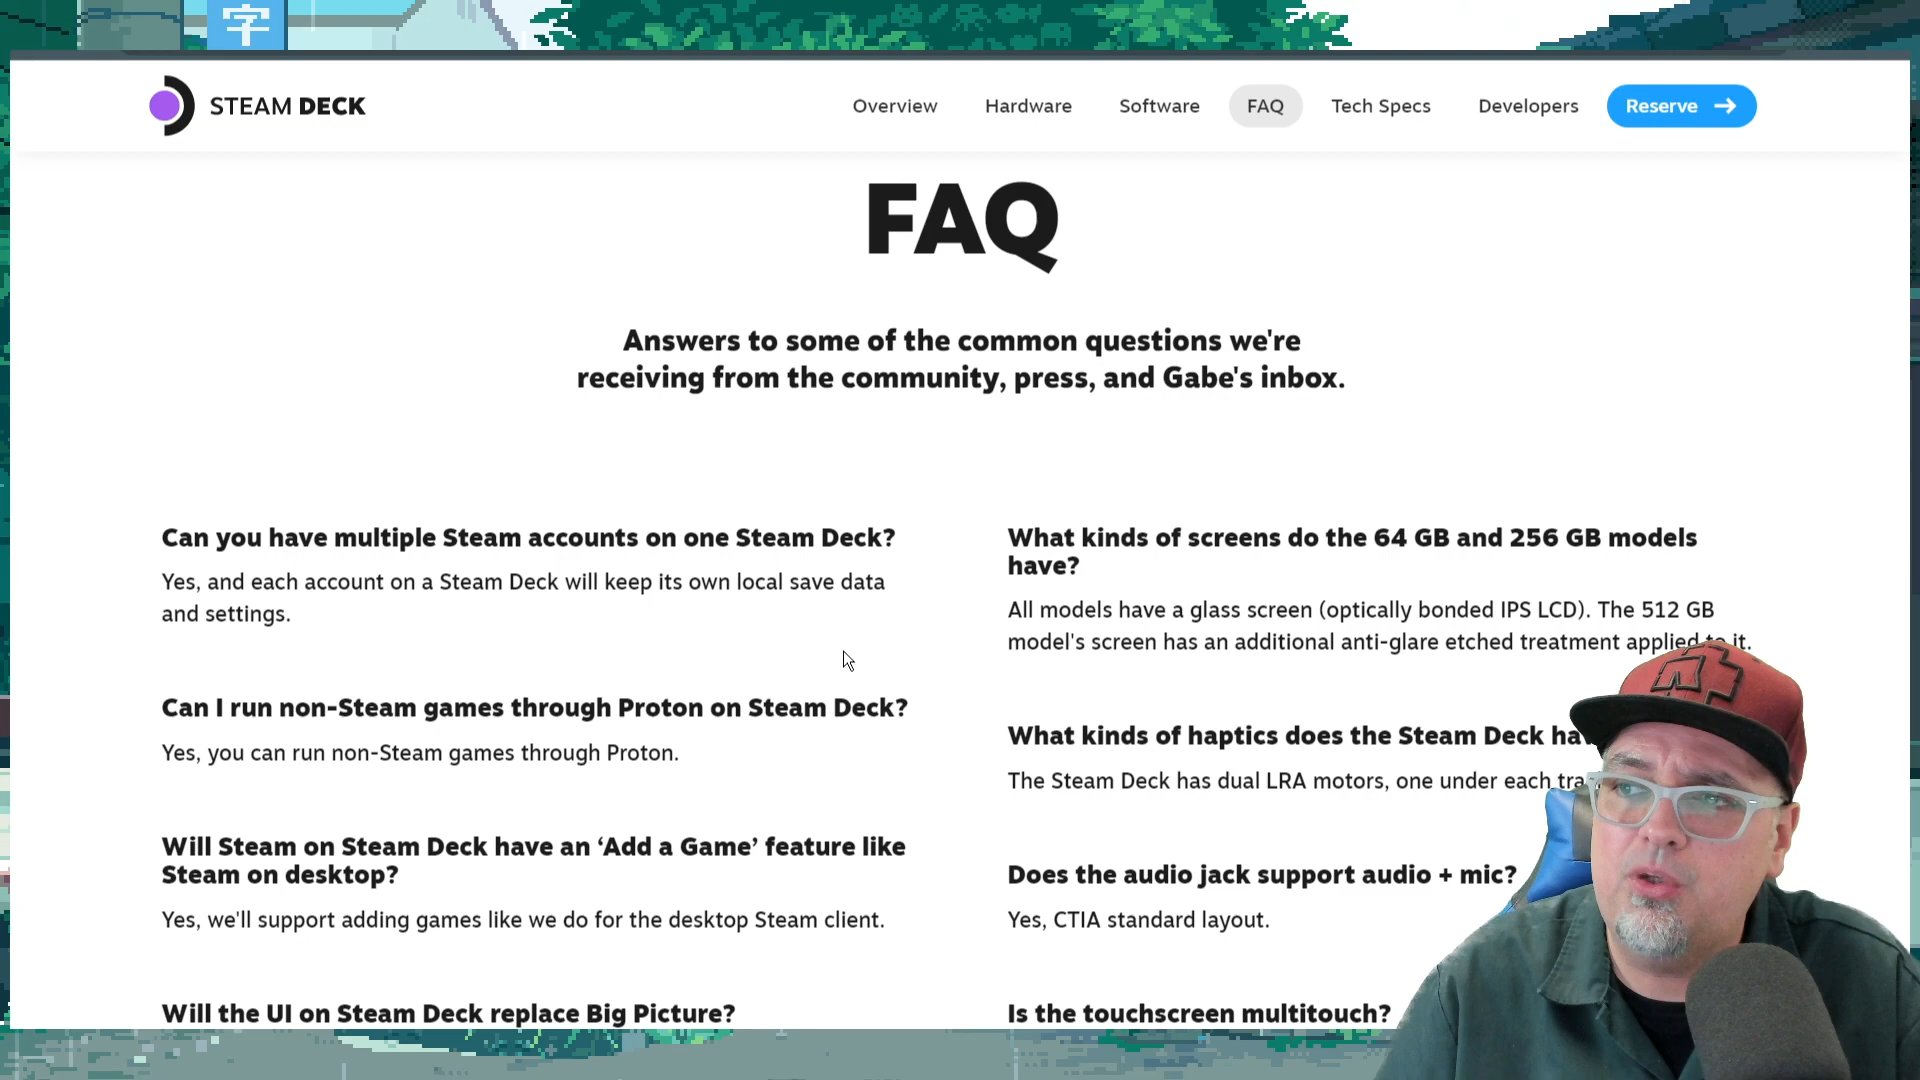 字
STEAM DECK
Overview
Hardware
Software
FAQ
Tech Specs
Developers
Reserve
FAQ
Answers to some of the common questions we're
receiving from the community, press, and Gabe's inbox.
Can you have multiple Steam accounts on one Steam Deck?
Yes, and each account on a Steam Deck will keep its own local save data
and settings.
Can I run non-Steam games through Proton on Steam Deck?
Yes, you can run non-Steam games through Proton.
Will Steam on Steam Deck have an ‘Add a Game’ feature like
Steam on desktop?
Yes, we'll support adding games like we do for the desktop Steam client.
Will the UI on Steam Deck replace Big Picture?
What kinds of screens do the 64 GB and 256 GB models
have?
All models have a glass screen (optically bonded IPS LCD). The 512 GB
model's screen has an additional anti-glare etched treatment applied to it.
What kinds of haptics does the Steam Deck
The Steam Deck has dual LRA motors, one under each
Does the audio jack support audio + mic?
Yes, CTIA standard layout.
Is the touchscreen multitouch?